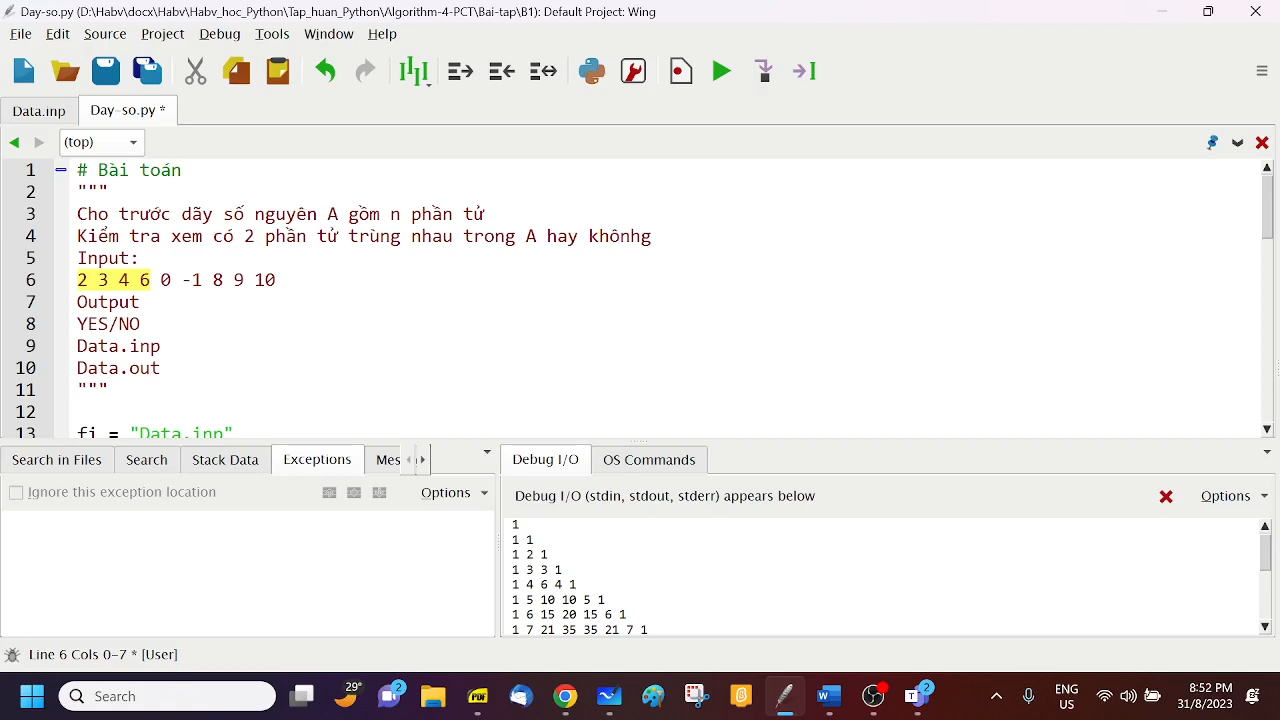 Day-so.py (D:\Habv\docx\Habv\Habv_hoc_Python\Tap_huan_Python\Algorithm-4-PCT\Bai-tap\B1): Default Project: Wing
File Edit Source Project Debug Tools Window Help
Data.inp Day-so.py *
(top)
1 # Bài toán
2 """
3 Cho trước dãy số nguyên A gồm n phần tử
4 Kiểm tra xem có 2 phần tử trùng nhau trong A hay khônhg
5 Input:
6 2 3 4 6 0 -1 8 9 10
7 Output
8 YES/NO
9 Data.inp
10 Data.out
11 """
12
13 fi = "Data.inp"
Search in Files Search Stack Data Exceptions Mes
Debug I/O OS Commands
Ignore this exception location Options
Debug I/O (stdin, stdout, stderr) appears below Options
1
1 1
1 2 1
1 3 3 1
1 4 6 4 1
1 5 10 10 5 1
1 6 15 20 15 6 1
1 7 21 35 35 21 7 1
Line 6 Cols 0-7 * [User]
Search 29° 2 PDF 2 ENG US 8:52 PM 31/8/2023